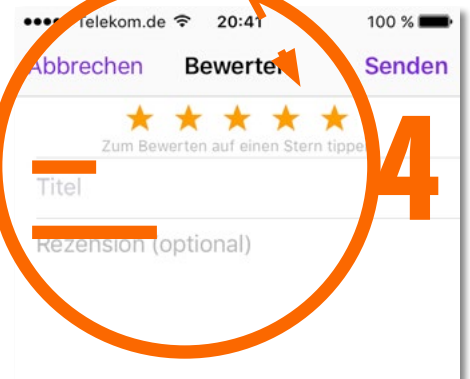 Telekom.de 20:41 100 %
Abbrechen Bewerten Senden
Zum Bewerten auf einen Stern tippen
4
Titel
Rezension (optional)